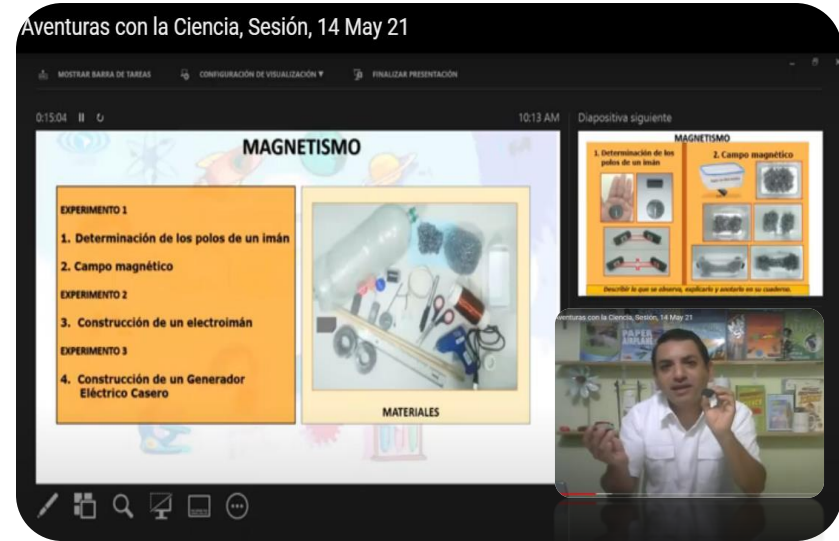 Aventuras con la Ciencia, Sesión, 14 May 21
MOSTRAR BARRA DE TAREAS
CONFIGURACIÓN DE VISUALIZACIÓN ▼
FINALIZAR PRESENTACIÓN
0:15:04
10:13 AM
Diapositiva siguiente
MAGNETISMO
EXPERIMENTO 1
1. Determinación de los polos de un imán
2. Campo magnético
EXPERIMENTO 2
3. Construcción de un electroimán
EXPERIMENTO 3
4. Construcción de un Generador
Eléctrico Casero
MATERIALES
MAGNETISMO
1. Determinación de los
polos de un imán
2. Campo magnético
Describir lo que se observa, explicarlo y anotarlo en su cuaderno.
Aventuras con la Ciencia, Sesión, 14 May 21
PAPER
AIRPLANE